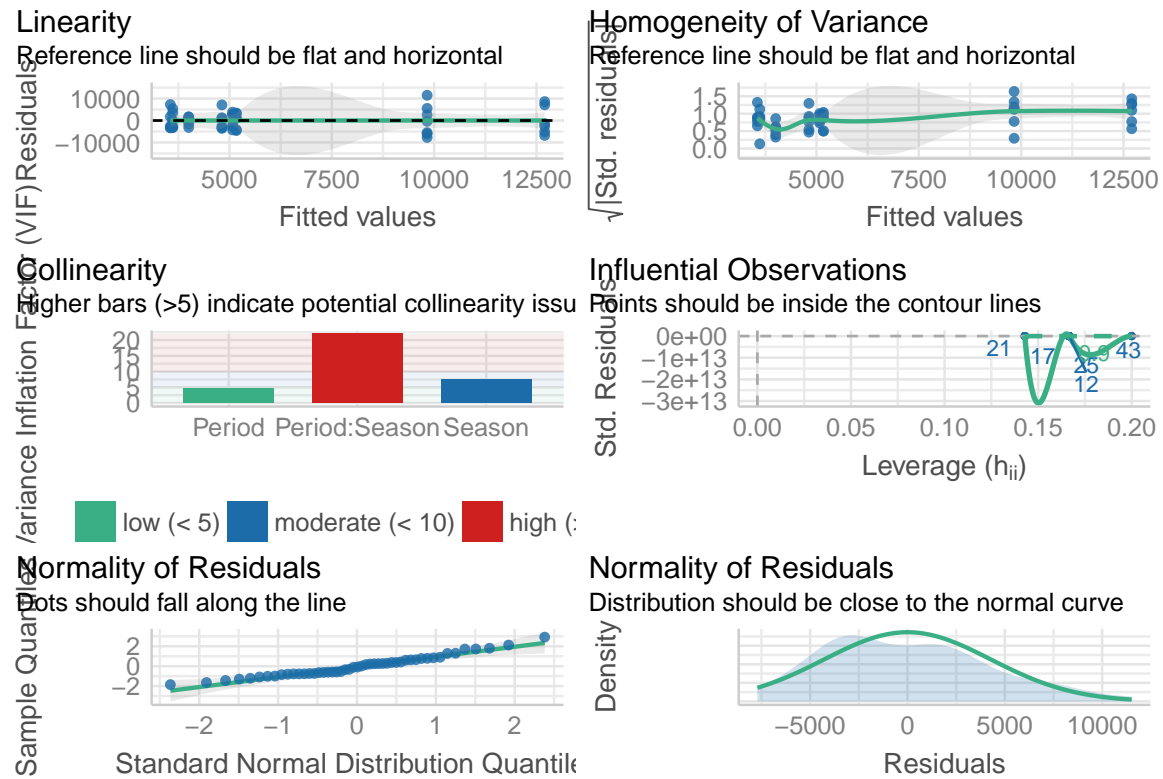 Linearity
Reference line should be flat and horizontal
Residuals
10000
0
−10000
5000 7500 10000 12500
Fitted values
Homogeneity of Variance
Reference line should be flat and horizontal
√|Std. residuals|
1.5
1.0
0.5
0.0
5000 7500 10000 12500
Fitted values
Collinearity
Higher bars (>5) indicate potential collinearity issu
Variance Inflation Factor (VIF)
20
15
10
5
0
Period Period:Season Season
low (< 5) moderate (< 10) high (>
Influential Observations
Points should be inside the contour lines
Std. Residuals
0e+00
−1e+13
−2e+13
−3e+13
21 17 0.9 25 12 43
0.00 0.05 0.10 0.15 0.20
Leverage (hii)
Normality of Residuals
Dots should fall along the line
Sample Quantiles
2
0
−2
−2 −1 0 1 2
Standard Normal Distribution Quantile
Normality of Residuals
Distribution should be close to the normal curve
Density
−5000 0 5000 10000
Residuals